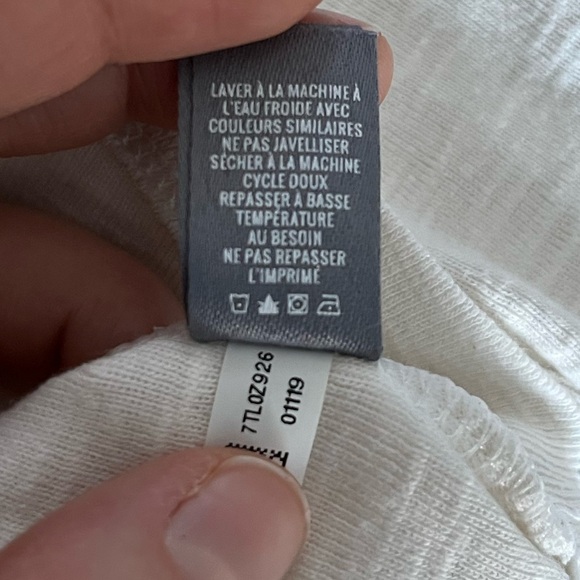 LAVER À LA MACHINE À
L'EAU FROIDE AVEC
COULEURS SIMILAIRES
NE PAS JAVELLISER
SÉCHER À LA MACHINE
CYCLE DOUX
REPASSER À BASSE
TEMPÉRATURE
AU BESOIN
NE PAS REPASSER
L'IMPRIMÉ
7TL0Z926
01119